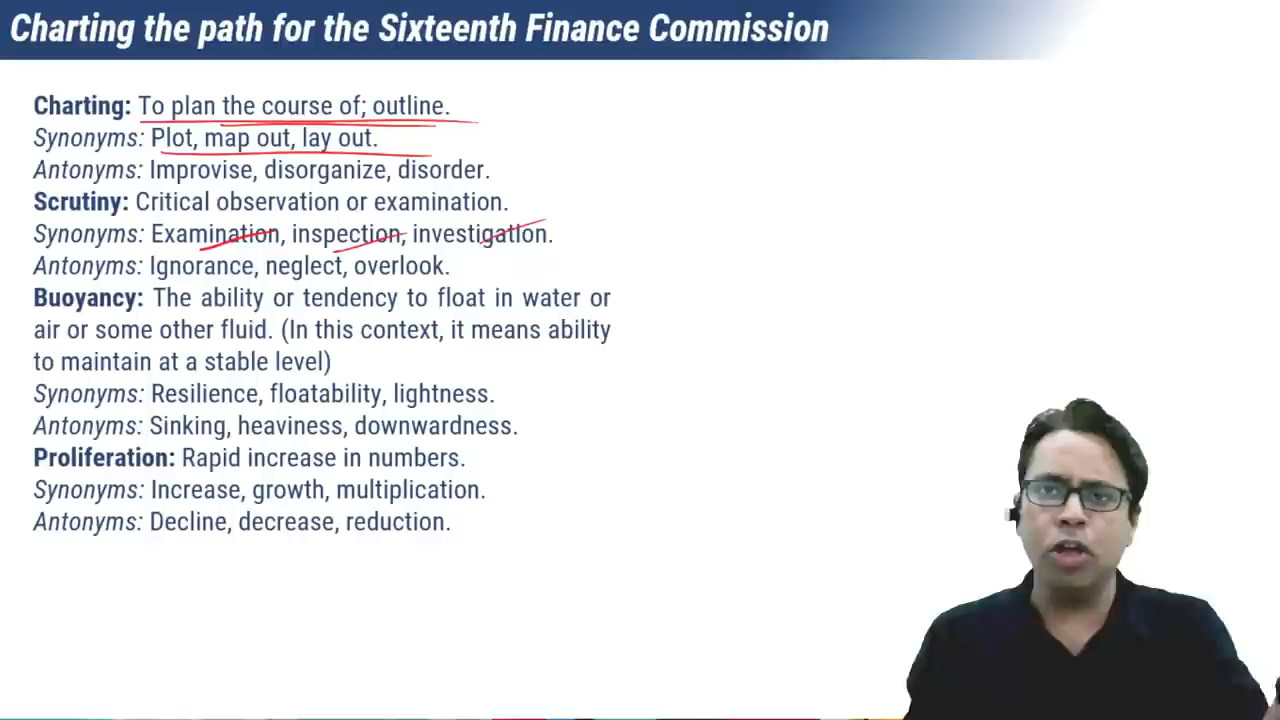 Charting the path for the Sixteenth Finance Commission
Charting: To plan the course of; outline.
Synonyms: Plot, map out, lay out.
Antonyms: Improvise, disorganize, disorder.
Scrutiny: Critical observation or examination.
Synonyms: Examination, inspection, investigation.
Antonyms: Ignorance, neglect, overlook.
Buoyancy: The ability or tendency to float in water or
air or some other fluid. (In this context, it means ability
to maintain at a stable level)
Synonyms: Resilience, floatability, lightness.
Antonyms: Sinking, heaviness, downwardness.
Proliferation: Rapid increase in numbers.
Synonyms: Increase, growth, multiplication.
Antonyms: Decline, decrease, reduction.